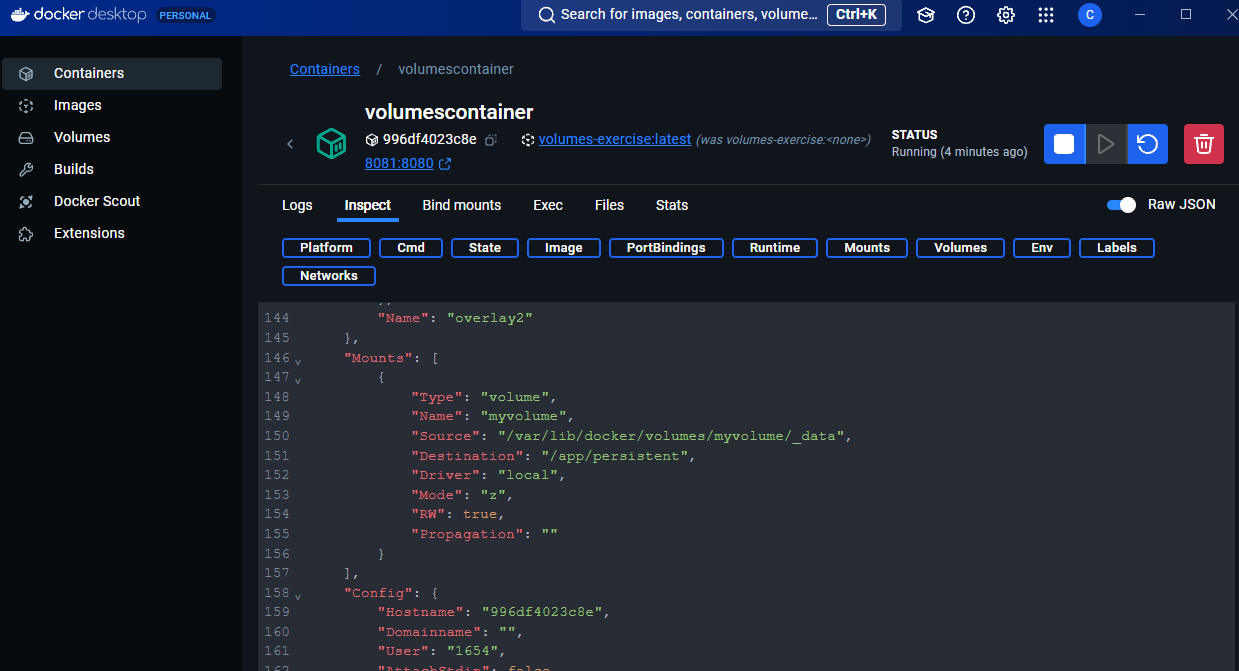 docker desktop PERSONAL Search for images, containers, volume... Ctrl+K C
Containers
Images
Volumes
Builds
Docker Scout
Extensions
Containers / volumescontainer
volumescontainer
996df4023c8e volumes-exercise:latest (was volumes-exercise:<none>)
8081:8080
STATUS
Running (4 minutes ago)
Logs Inspect Bind mounts Exec Files Stats Raw JSON
Platform Cmd State Image PortBindings Runtime Mounts Volumes Env Labels
Networks
144 "Name": "overlay2"
145 },
146 "Mounts": [
147 {
148 "Type": "volume",
149 "Name": "myvolume",
150 "Source": "/var/lib/docker/volumes/myvolume/_data",
151 "Destination": "/app/persistent",
152 "Driver": "local",
153 "Mode": "z",
154 "RW": true,
155 "Propagation": ""
156 }
157 ],
158 "Config": {
159 "Hostname": "996df4023c8e",
160 "Domainname": "",
161 "User": "1654",
162 "AttachStdin": false